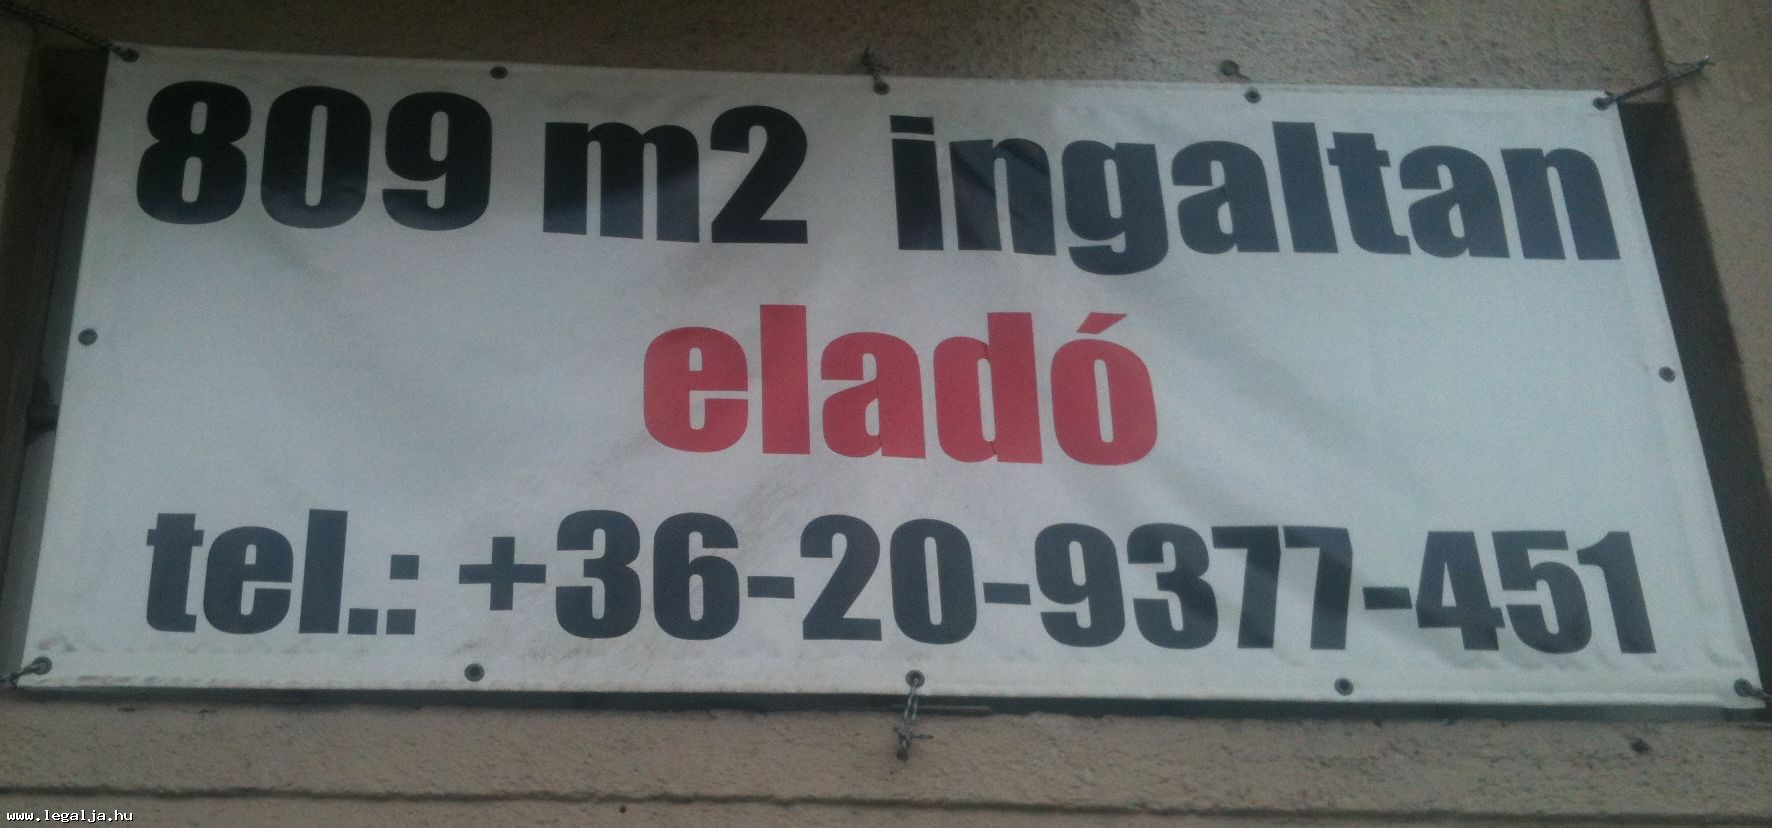 809 m2 ingaltan
eladó
tel.: +36-20-9377-451
www.legalja.hu